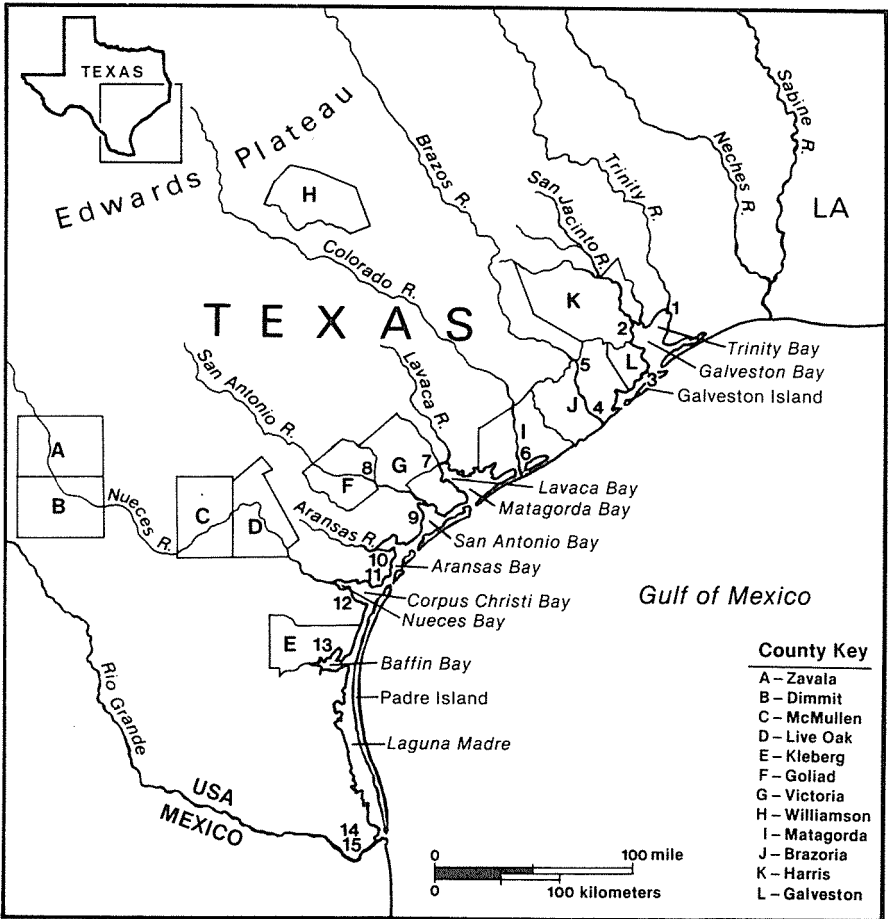 TEXAS
Edwards Plateau
H
Brazos R.
Trinity R.
San Jacinto R.
Neches R.
Sabine R.
LA
Colorado R.
TEXAS
K
1
2
Trinity Bay
Galveston Bay
L
3
Galveston Island
5
J
4
San Antonio R.
Lavaca R.
I
6
A
B
Nueces R.
C
D
8
F
G
7
Lavaca Bay
Matagorda Bay
9
San Antonio Bay
Aransas R.
10
11
Aransas Bay
Corpus Christi Bay
12
Nueces Bay
Gulf of Mexico
E
13
Baffin Bay
Padre Island
Laguna Madre
Rio Grande
USA
MEXICO
14
15
0 100 mile
0 100 kilometers
County Key
A – Zavala
B – Dimmit
C – McMullen
D – Live Oak
E – Kleberg
F – Goliad
G – Victoria
H – Williamson
I – Matagorda
J – Brazoria
K – Harris
L – Galveston